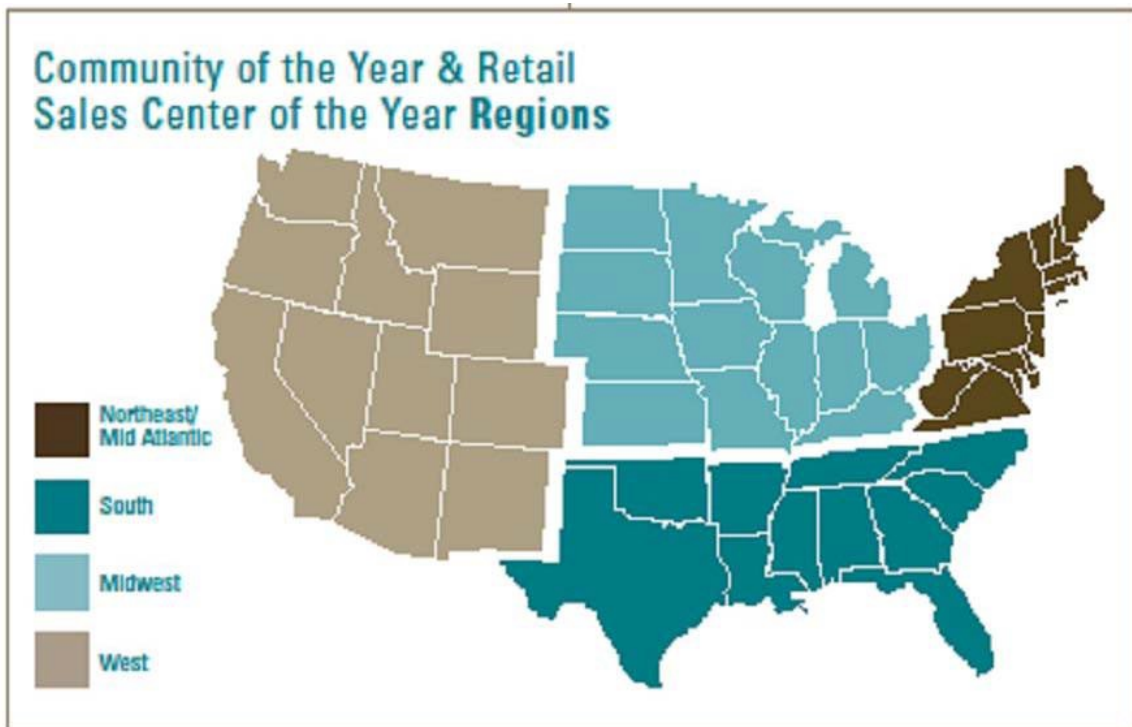 Community of the Year & Retail
Sales Center of the Year Regions
Northeast/
Mid Atlantic
South
Midwest
West